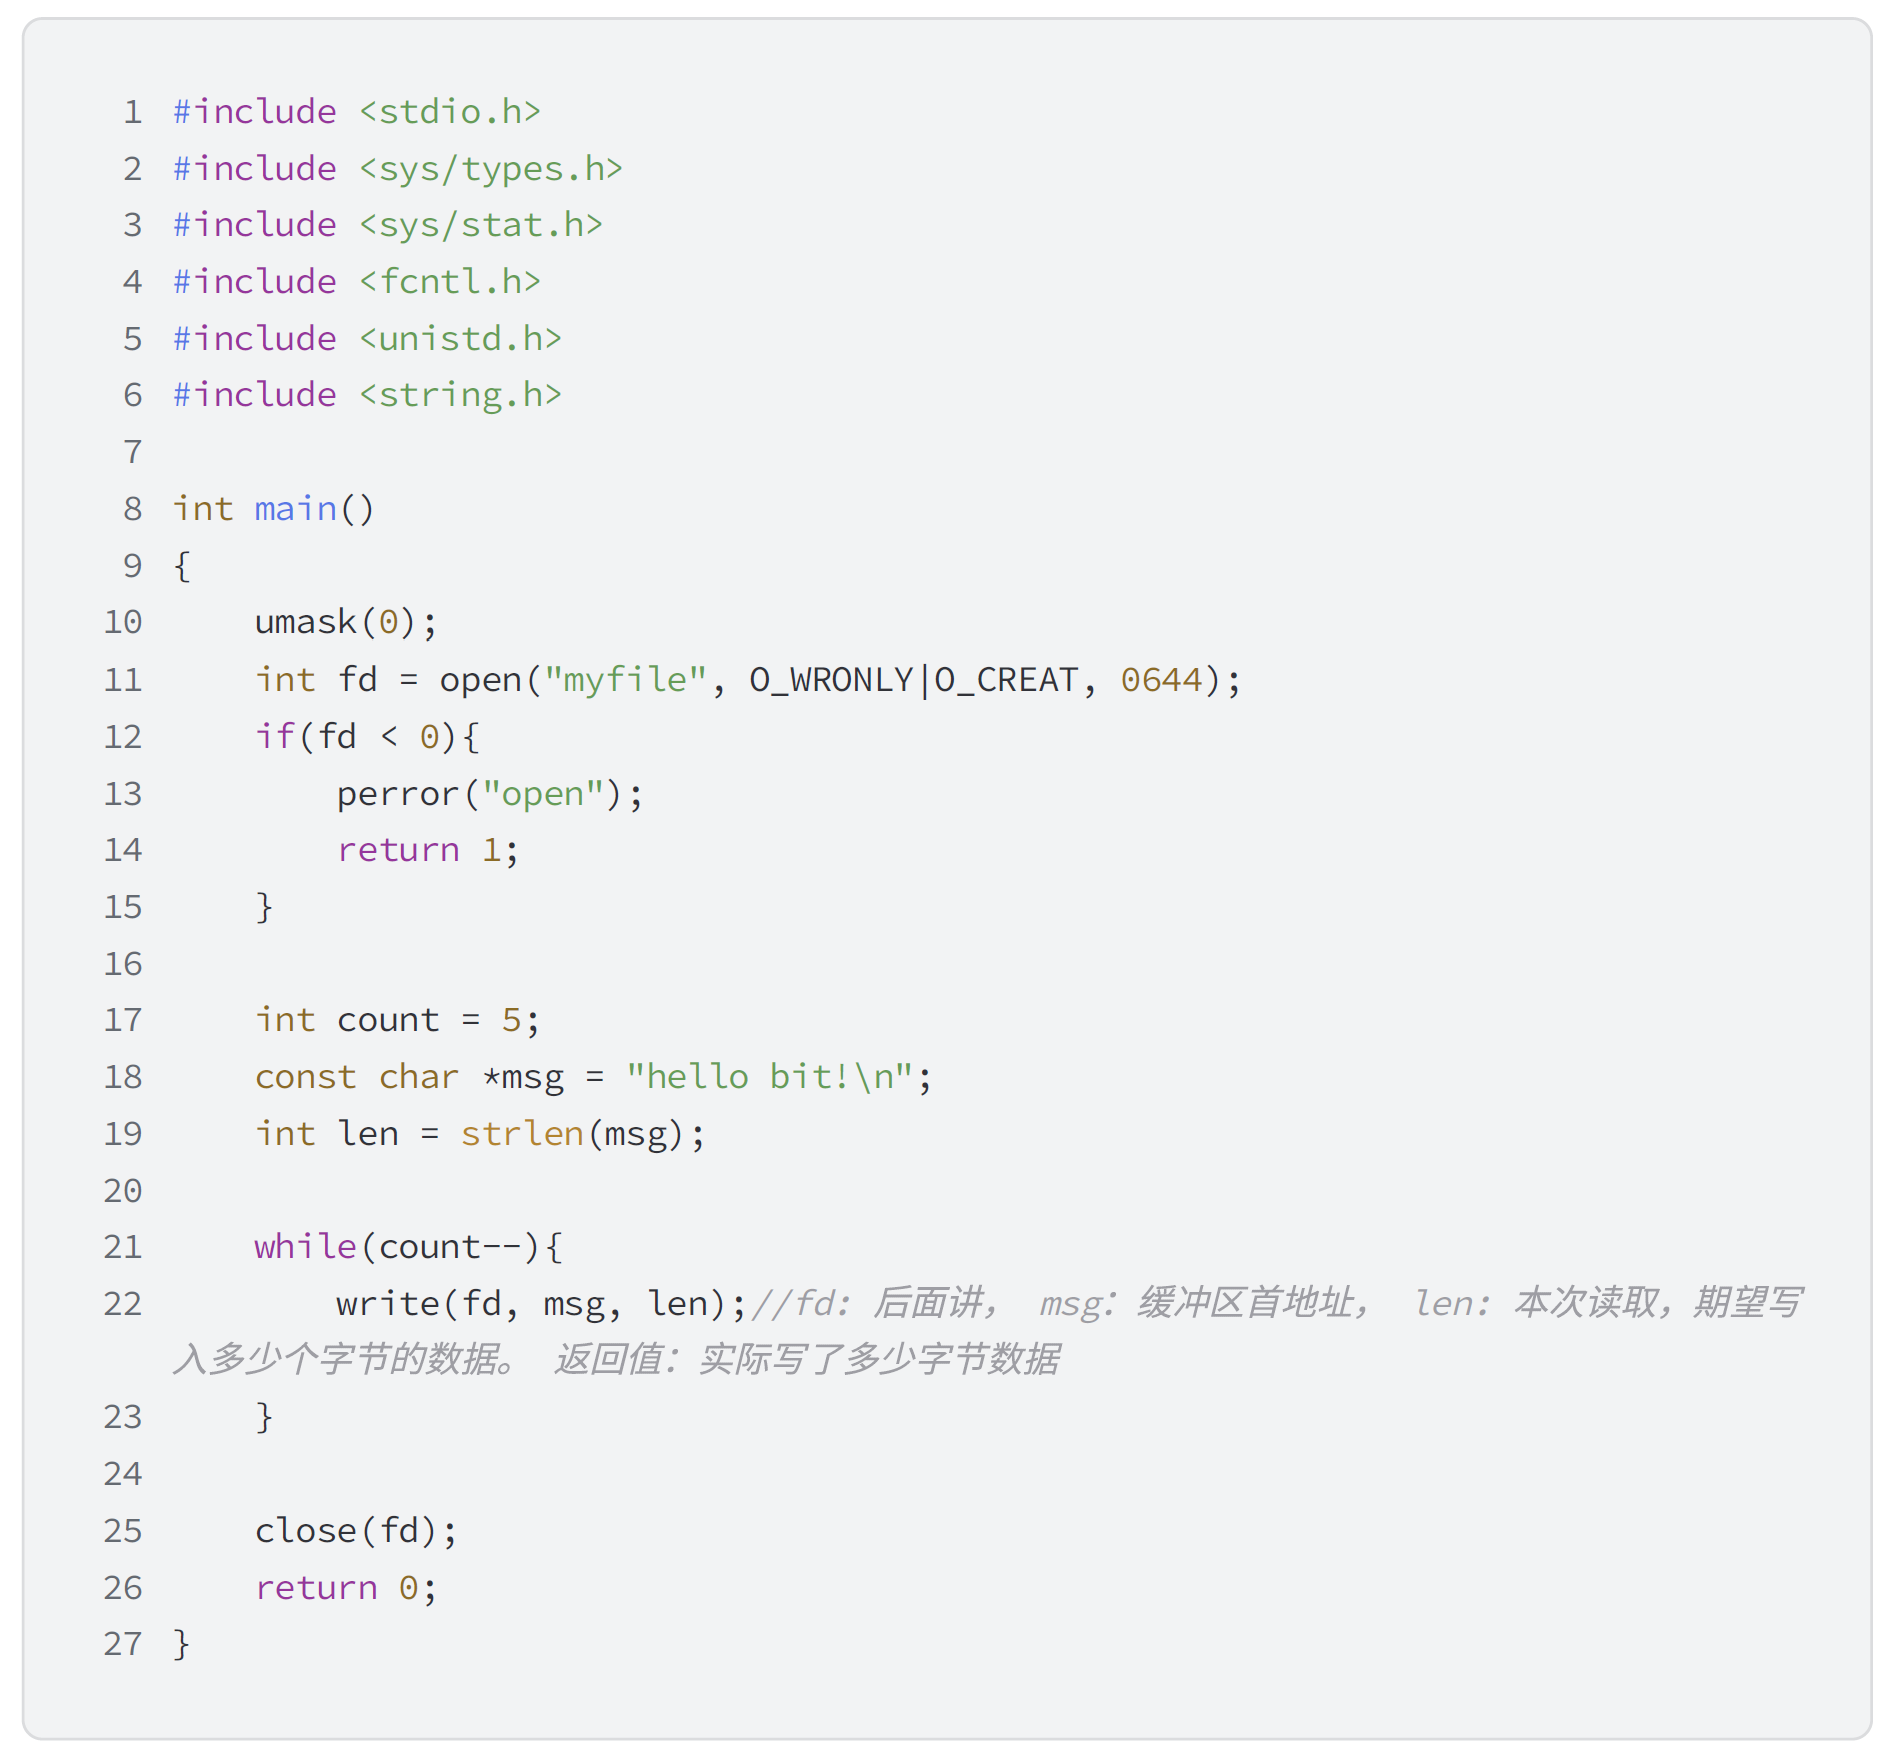 1 #include <stdio.h>
2 #include <sys/types.h>
3 #include <sys/stat.h>
4 #include <fcntl.h>
5 #include <unistd.h>
6 #include <string.h>
7
8 int main()
9 {
10     umask(0);
11     int fd = open("myfile", O_WRONLY|O_CREAT, 0644);
12     if(fd < 0){
13         perror("open");
14         return 1;
15     }
16
17     int count = 5;
18     const char *msg = "hello bit!\n";
19     int len = strlen(msg);
20
21     while(count--){
22         write(fd, msg, len);//fd: 后面讲， msg：缓冲区首地址， len: 本次读取，期望写
入多少个字节的数据。 返回值：实际写了多少字节数据
23     }
24
25     close(fd);
26     return 0;
27 }